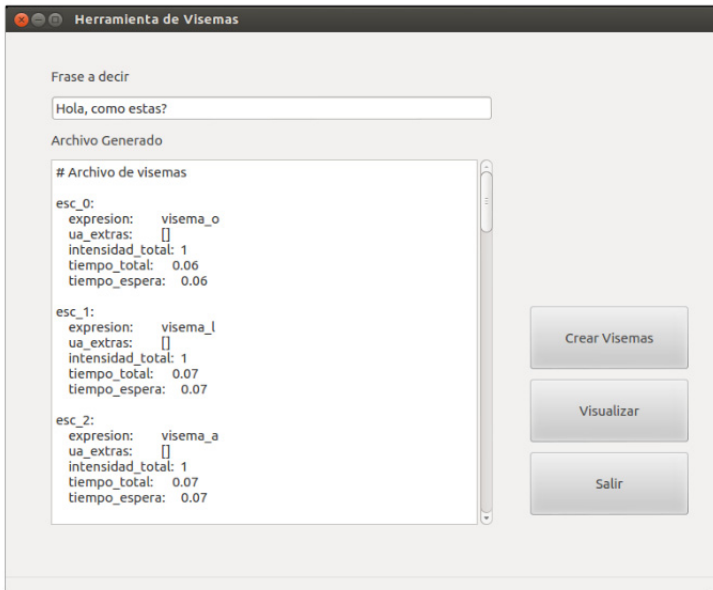 Herramienta de Visemas
Frase a decir
Hola, como estas?
Archivo Generado
# Archivo de visemas
esc_0:
expresion: visema_o
ua_extras: []
intensidad_total: 1
tiempo_total: 0.06
tiempo_espera: 0.06
esc_1:
expresion: visema_l
ua_extras: []
intensidad_total: 1
tiempo_total: 0.07
tiempo_espera: 0.07
esc_2:
expresion: visema_a
ua_extras: []
intensidad_total: 1
tiempo_total: 0.07
tiempo_espera: 0.07
Crear Visemas
Visualizar
Salir